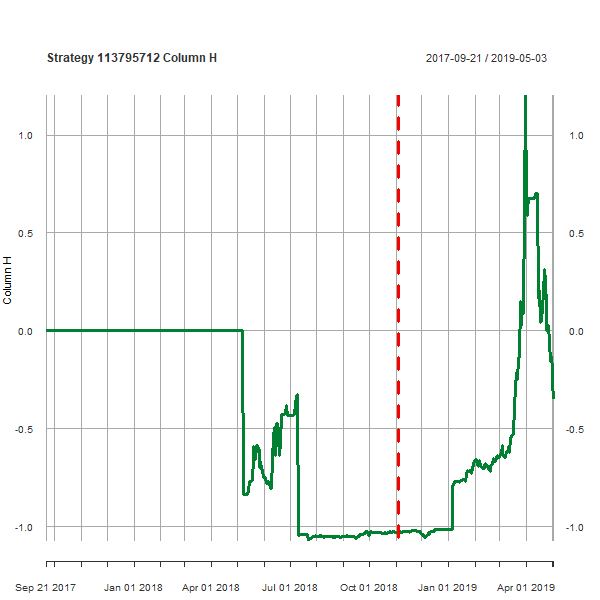 Strategy 113795712 Column H
2017-09-21 / 2019-05-03
1.0 1.0
0.5 0.5
Column H
0.0 0.0
-0.5 -0.5
-1.0 -1.0
Sep 21 2017 Jan 01 2018 Apr 01 2018 Jul 01 2018 Oct 01 2018 Jan 01 2019 Apr 01 2019